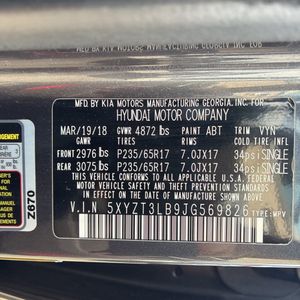 MFD BY KIA MOTORS MANUFACTURING GEORGIA, INC. FOR
HYUNDAI MOTOR COMPANY
MAR/19/18 GVWR 4872 lbs PAINT ABT TRIM VYN
GAWR TIRES RIMS COLD
FRONT 2976 lbs P235/65R17 7.0JX17 34psi SINGLE
REAR 3075 lbs P235/65R17 7.0JX17 34psi SINGLE
THIS VEHICLE CONFORMS TO ALL APPLICABLE
U.S.A. FEDERAL MOTOR VEHICLE SAFETY, BUMPER
AND THEFT PREVENTION STANDARDS IN EFFECT
ON THE DATE OF MANUFACTURE SHOWN ABOVE.
V.I.N. 5XYZT3LB9JG569826 TYPE: MPV
Z670